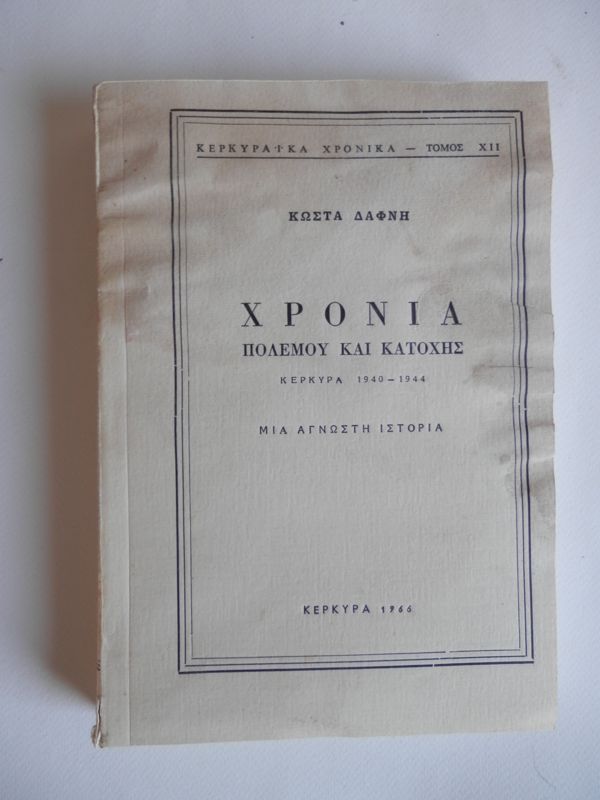 ΚΕΡΚΥΡΑΪΚΑ ΧΡΟΝΙΚΑ — ΤΟΜΟΣ XII
ΚΩΣΤΑ ΔΑΦΝΗ
ΧΡΟΝΙΑ
ΠΟΛΕΜΟΥ ΚΑΙ ΚΑΤΟΧΗΣ
ΚΕΡΚΥΡΑ 1940–1944
ΜΙΑ ΑΓΝΩΣΤΗ ΙΣΤΟΡΙΑ
ΚΕΡΚΥΡΑ 1966